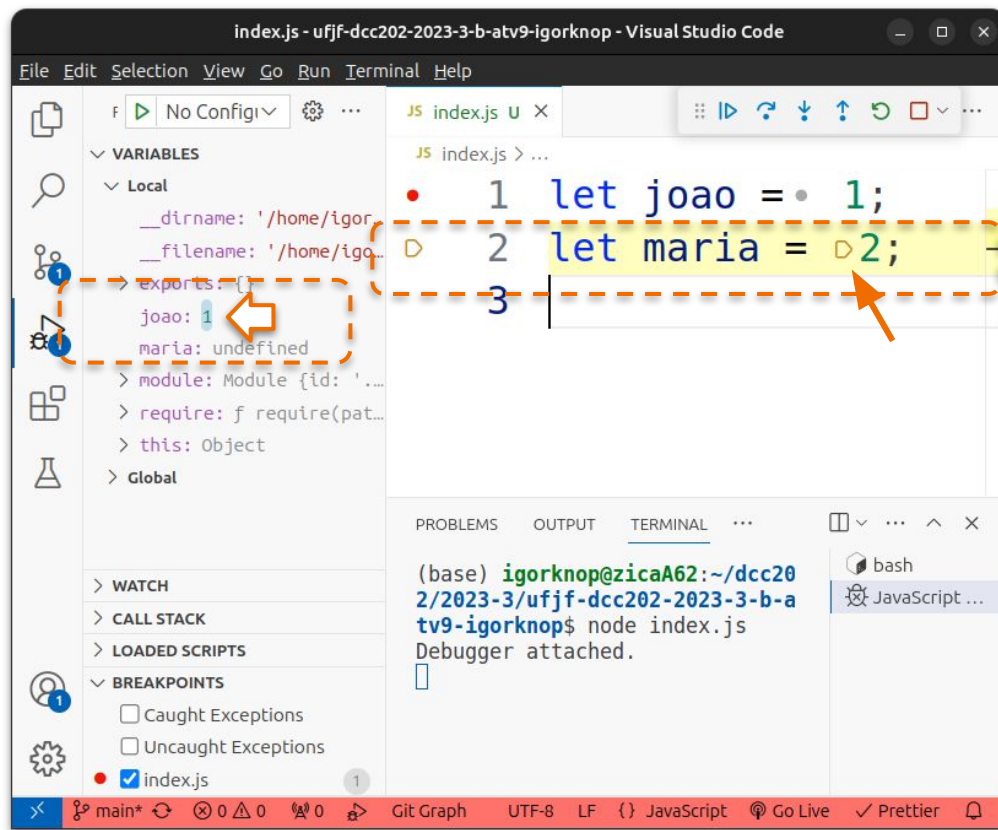 index.js - ufjf-dcc202-2023-3-b-atv9-igorknop - Visual Studio Code
File Edit Selection View Go Run Terminal Help
No Config
VARIABLES
Local
__dirname: '/home/igor…
__filename: '/home/igo…
exports: {}
joao: 1
maria: undefined
module: Module {id: '.…
require: ƒ require(pat…
this: Object
Global
WATCH
CALL STACK
LOADED SCRIPTS
BREAKPOINTS
Caught Exceptions
Uncaught Exceptions
index.js 1
JS index.js U
JS index.js > ...
1 let joao = 1;
2 let maria = 2;
3
PROBLEMS OUTPUT TERMINAL ···
(base) igorknop@zicaA62:~/dcc20
2/2023-3/ufjf-dcc202-2023-3-b-a
tv9-igorknop$ node index.js
Debugger attached.
bash
JavaScript …
1
1
1
main* 0 0 0 Git Graph UTF-8 LF {} JavaScript Go Live Prettier